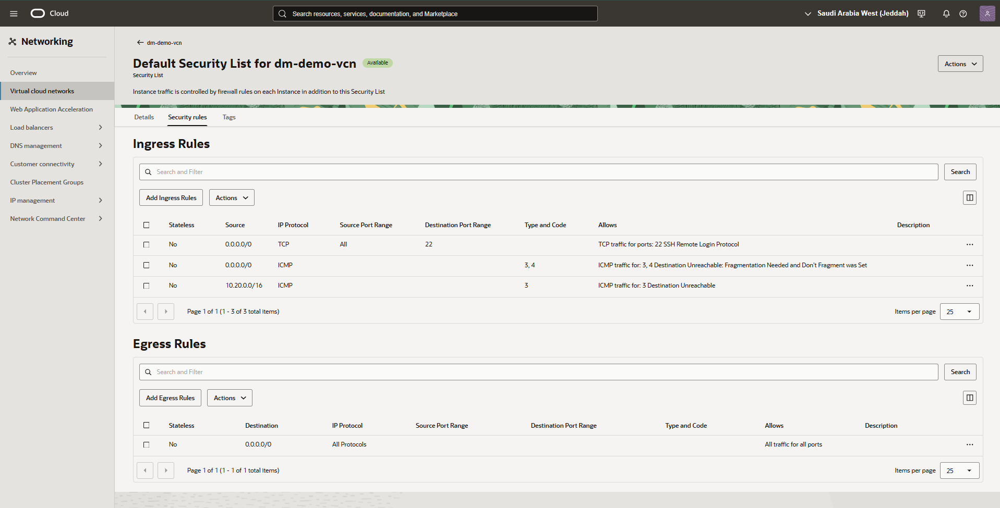 Cloud
Search resources, services, documentation, and Marketplace
Saudi Arabia West (Jeddah)
Networking
Overview
Virtual cloud networks
Web Application Acceleration
Load balancers
DNS management
Customer connectivity
Cluster Placement Groups
IP management
Network Command Center
dm-demo-vcn
Default Security List for dm-demo-vcn Available
Security List
Actions
Instance traffic is controlled by firewall rules on each Instance in addition to this Security List
Details Security rules Tags
Ingress Rules
Search and Filter Search
Add Ingress Rules Actions
Stateless Source IP Protocol Source Port Range Destination Port Range Type and Code Allows Description
No 0.0.0.0/0 TCP All 22 TCP traffic for ports: 22 SSH Remote Login Protocol
No 0.0.0.0/0 ICMP 3, 4 ICMP traffic for: 3, 4 Destination Unreachable: Fragmentation Needed and Don't Fragment was Set
No 10.20.0.0/16 ICMP 3 ICMP traffic for: 3 Destination Unreachable
Page 1 of 1 (1 - 3 of 3 total items) Items per page 25
Egress Rules
Search and Filter Search
Add Egress Rules Actions
Stateless Destination IP Protocol Source Port Range Destination Port Range Type and Code Allows Description
No 0.0.0.0/0 All Protocols All traffic for all ports
Page 1 of 1 (1 - 1 of 1 total items) Items per page 25